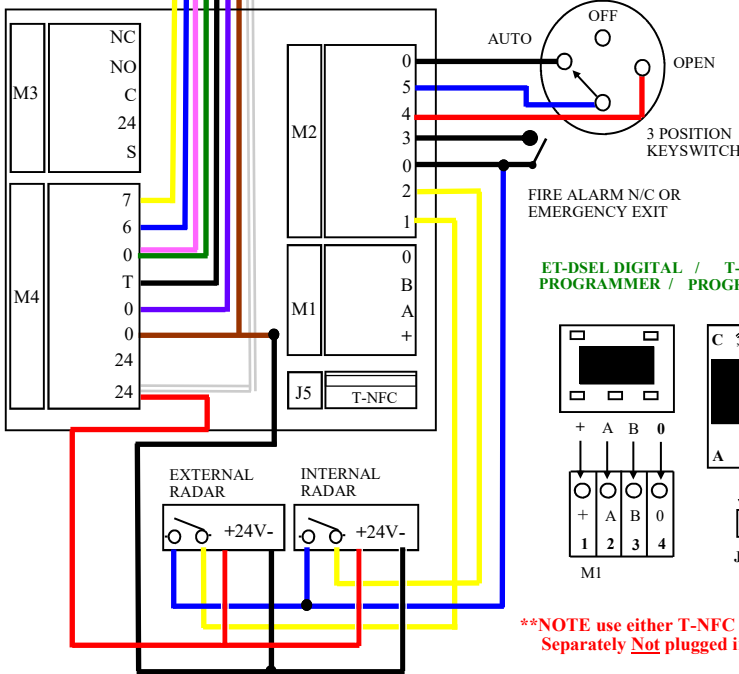 M3
NC
NO
C
24
S
M4
7
6
0
T
0
0
24
24
M2
0
5
4
3
0
2
1
M1
0
B
A
+
J5
T-NFC
OFF
AUTO
OPEN
3 POSITION
KEYSWITCH
FIRE ALARM N/C OR
EMERGENCY EXIT
ET-DSEL DIGITAL / T-
PROGRAMMER / PROGR
+ A B 0
+ A B 0
1 2 3 4
M1
C
A
J
EXTERNAL
RADAR
+24V-
INTERNAL
RADAR
+24V-
**NOTE use either T-NFC
Separately Not plugged i